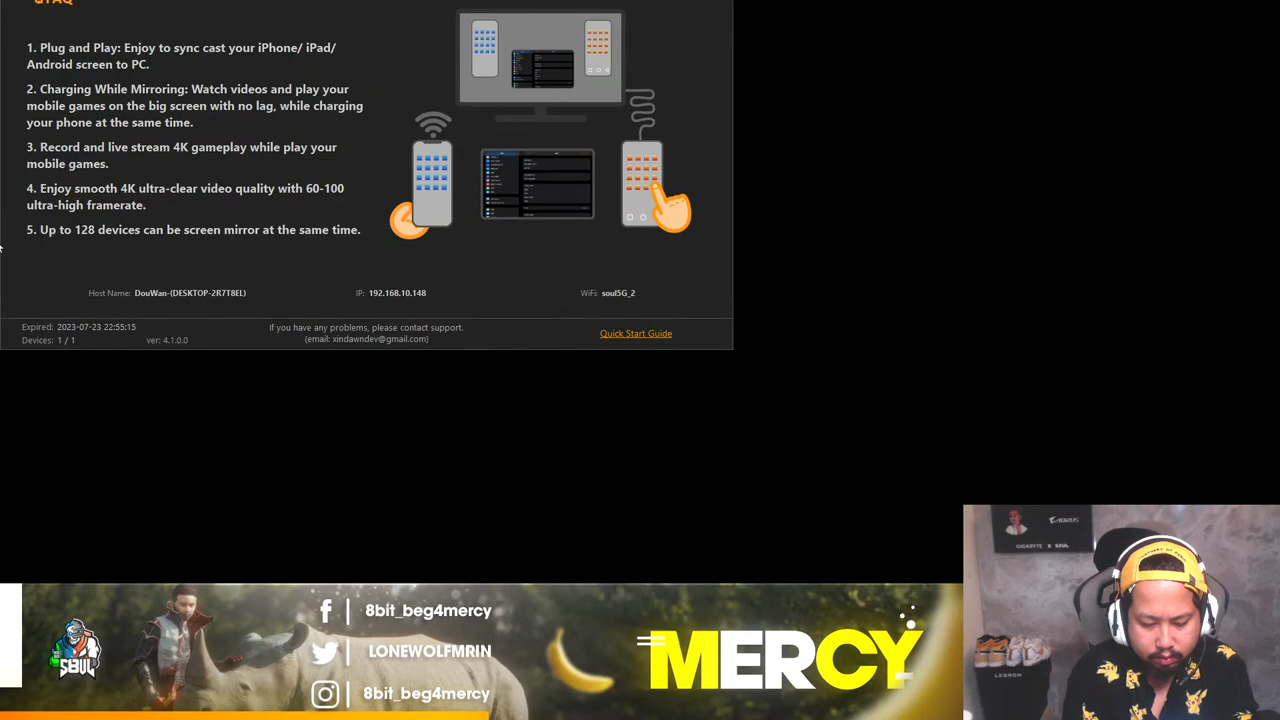 1. Plug and Play: Enjoy to sync cast your iPhone/ iPad/
Android screen to PC.
2. Charging While Mirroring: Watch videos and play your
mobile games on the big screen with no lag, while charging
your phone at the same time.
3. Record and live stream 4K gameplay while play your
mobile games.
4. Enjoy smooth 4K ultra-clear video quality with 60-100
ultra-high framerate.
5. Up to 128 devices can be screen mirror at the same time.
Host Name: DouWan-(DESKTOP-2R7T8EL)
IP: 192.168.10.148
WiFi: soul5G_2
Expired: 2023-07-23 22:55:15
Devices: 1 / 1
ver: 4.1.0.0
If you have any problems, please contact support.
(email: xindawndev@gmail.com)
Quick Start Guide
AORUS
GIGABYTE X S8UL
LEBRON
S8UL
8bit_beg4mercy
LONEWOLFMRIN
8bit_beg4mercy
MERCY